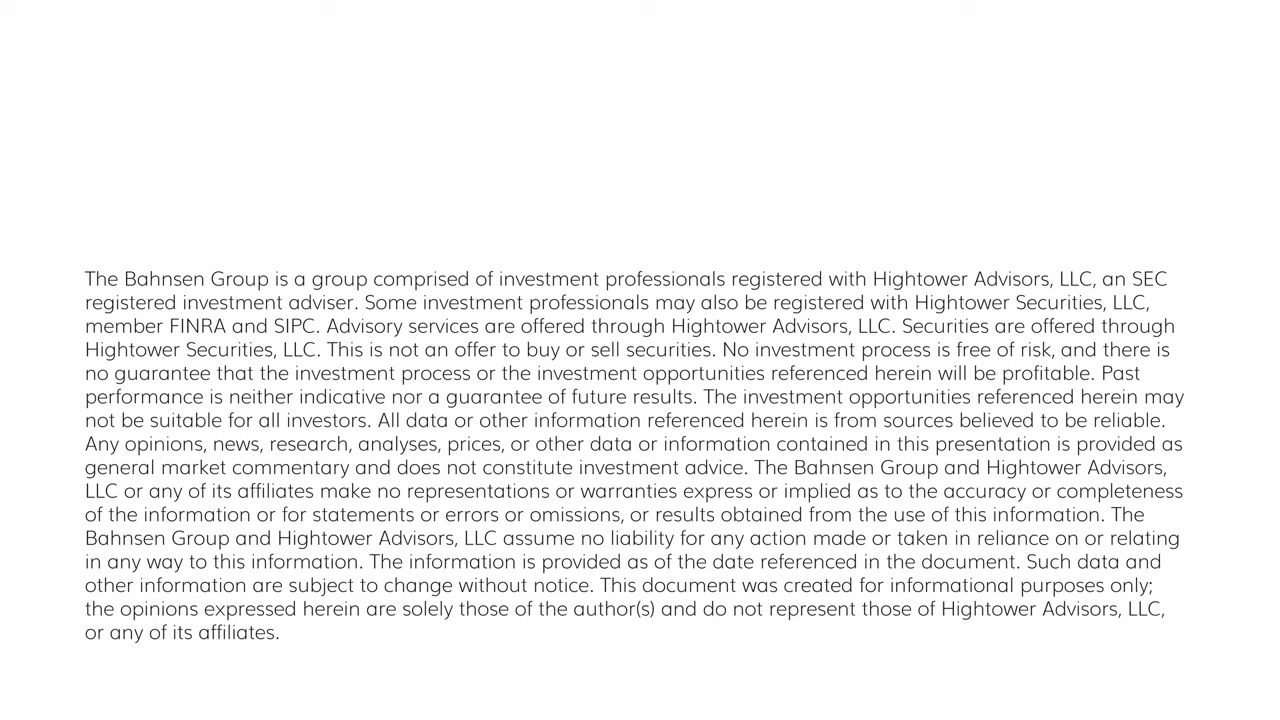 The Bahnsen Group is a group comprised of investment professionals registered with Hightower Advisors, LLC, an SEC
registered investment adviser. Some investment professionals may also be registered with Hightower Securities, LLC,
member FINRA and SIPC. Advisory services are offered through Hightower Advisors, LLC. Securities are offered through
Hightower Securities, LLC. This is not an offer to buy or sell securities. No investment process is free of risk, and there is
no guarantee that the investment process or the investment opportunities referenced herein will be profitable. Past
performance is neither indicative nor a guarantee of future results. The investment opportunities referenced herein may
not be suitable for all investors. All data or other information referenced herein is from sources believed to be reliable.
Any opinions, news, research, analyses, prices, or other data or information contained in this presentation is provided as
general market commentary and does not constitute investment advice. The Bahnsen Group and Hightower Advisors,
LLC or any of its affiliates make no representations or warranties express or implied as to the accuracy or completeness
of the information or for statements or errors or omissions, or results obtained from the use of this information. The
Bahnsen Group and Hightower Advisors, LLC assume no liability for any action made or taken in reliance on or relating
in any way to this information. The information is provided as of the date referenced in the document. Such data and
other information are subject to change without notice. This document was created for informational purposes only;
the opinions expressed herein are solely those of the author(s) and do not represent those of Hightower Advisors, LLC,
or any of its affiliates.